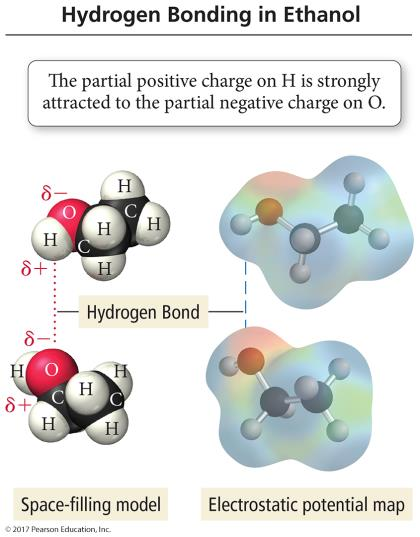 Hydrogen Bonding in Ethanol
The partial positive charge on H is strongly
attracted to the partial negative charge on O.
δ−
H
O
C
H
H
H
C
H
δ+
Hydrogen Bond
δ−
H
O
H
H
C
C
δ+
H
H
Space-filling model
Electrostatic potential map
© 2017 Pearson Education, Inc.